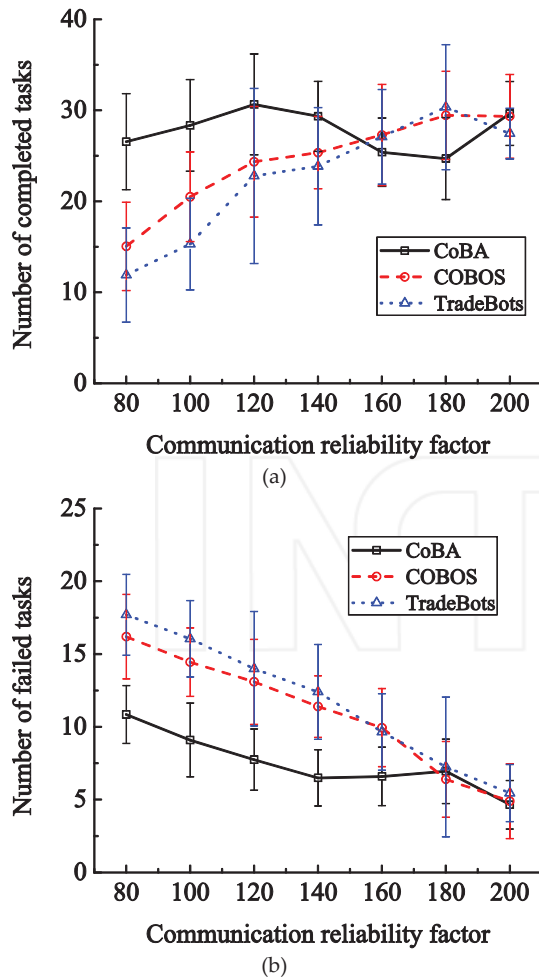 40
30
20
10
0
Number of completed tasks
CoBA
COBOS
TradeBots
80 100 120 140 160 180 200
Communication reliability factor
(a)
25
20
15
10
5
0
Number of failed tasks
CoBA
COBOS
TradeBots
80 100 120 140 160 180 200
Communication reliability factor
(b)